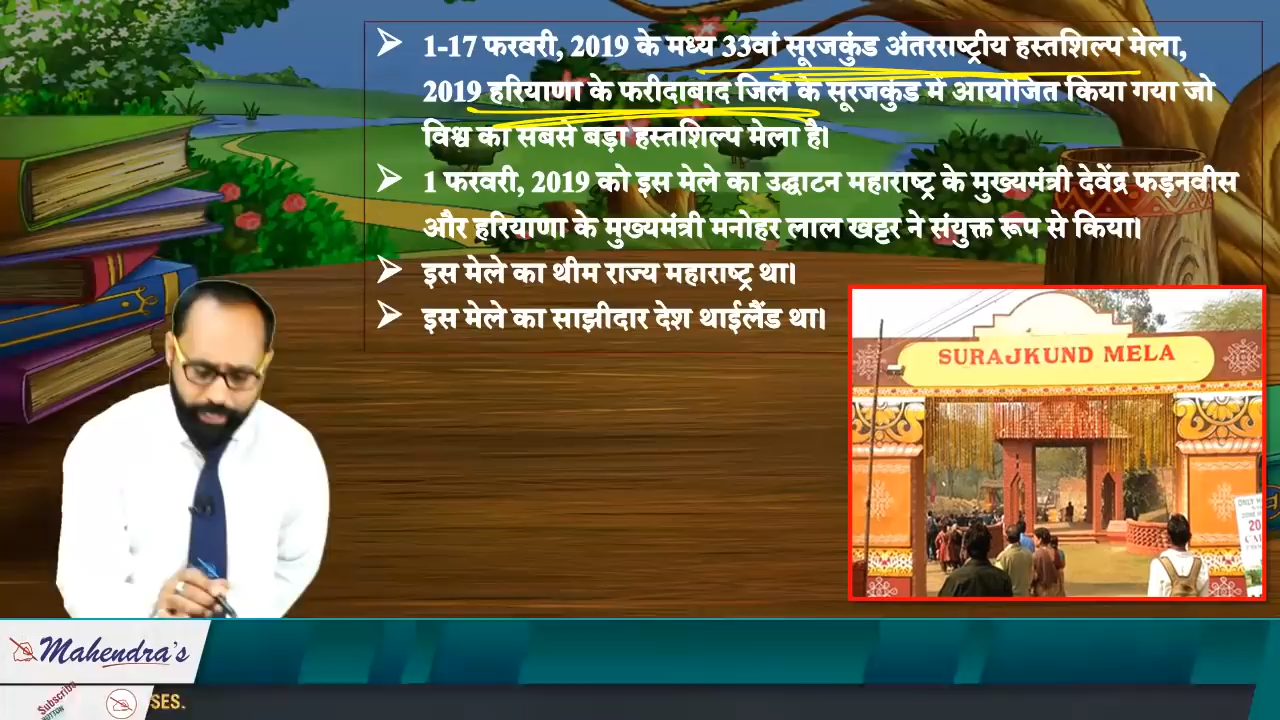 ➢ 1-17 फरवरी, 2019 के मध्य 33वां सूरजकुंड अंतरराष्ट्रीय हस्तशिल्प मेला,
2019 हरियाणा के फरीदाबाद जिले के सूरजकुंड में आयोजित किया गया जो
विश्व का सबसे बड़ा हस्तशिल्प मेला है।
➢ 1 फरवरी, 2019 को इस मेले का उद्घाटन महाराष्ट्र के मुख्यमंत्री देवेंद्र फड़नवीस
और हरियाणा के मुख्यमंत्री मनोहर लाल खट्टर ने संयुक्त रूप से किया।
➢ इस मेले का थीम राज्य महाराष्ट्र था।
➢ इस मेले का साझीदार देश थाईलैंड था।
SURAJKUND MELA
Mahendra's
Subscribe
BUTTON
SES.